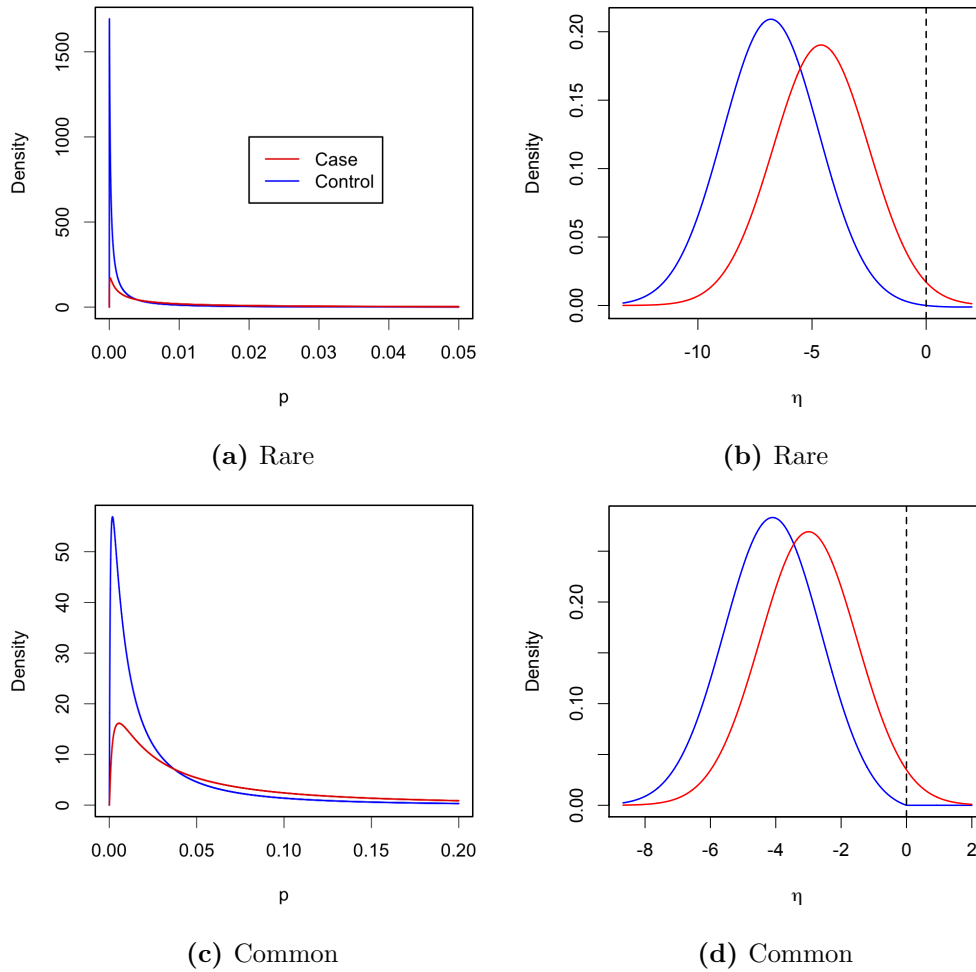 1500
1000
500
0
Density
Case
Control
0.00 0.01 0.02 0.03 0.04 0.05
p
(a) Rare
0.20
0.15
0.10
0.05
0.00
Density
-10 -5 0
η
(b) Rare
50
40
30
20
10
0
Density
0.00 0.05 0.10 0.15 0.20
p
(c) Common
0.20
0.10
0.00
Density
-8 -6 -4 -2 0 2
η
(d) Common